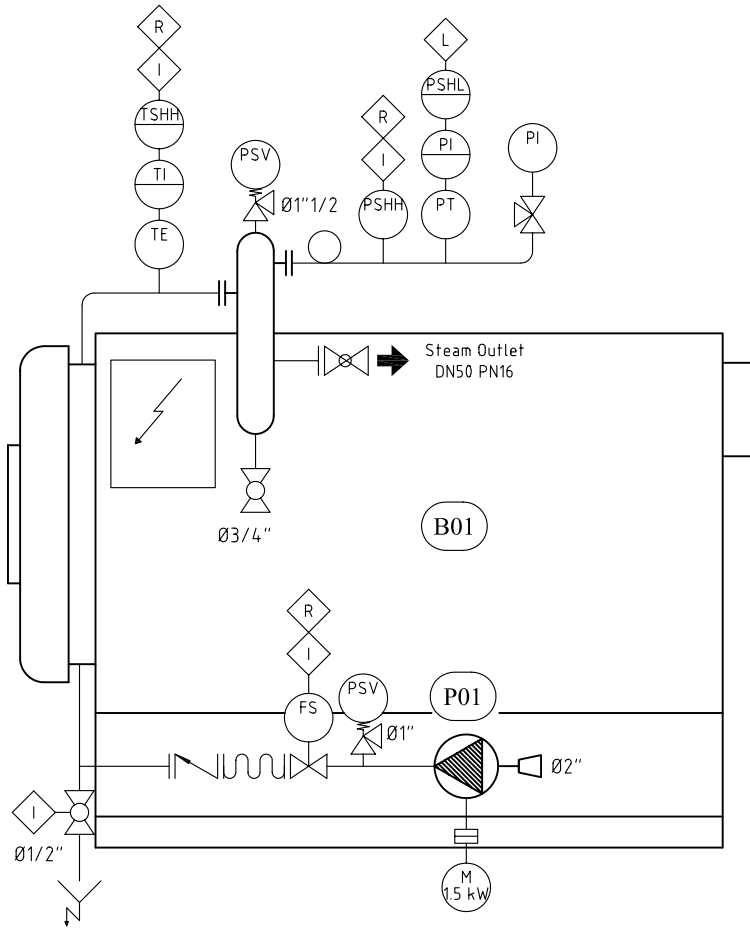 R
I
TSHH
TI
TE
PSV
Ø1"1/2
R
I
PSHH
L
PSHL
PI
PT
PI
Steam Outlet
DN50 PN16
Ø3/4"
B01
R
I
FS
PSV
Ø1"
P01
Ø2"
I
Ø1/2"
M
1.5 kW